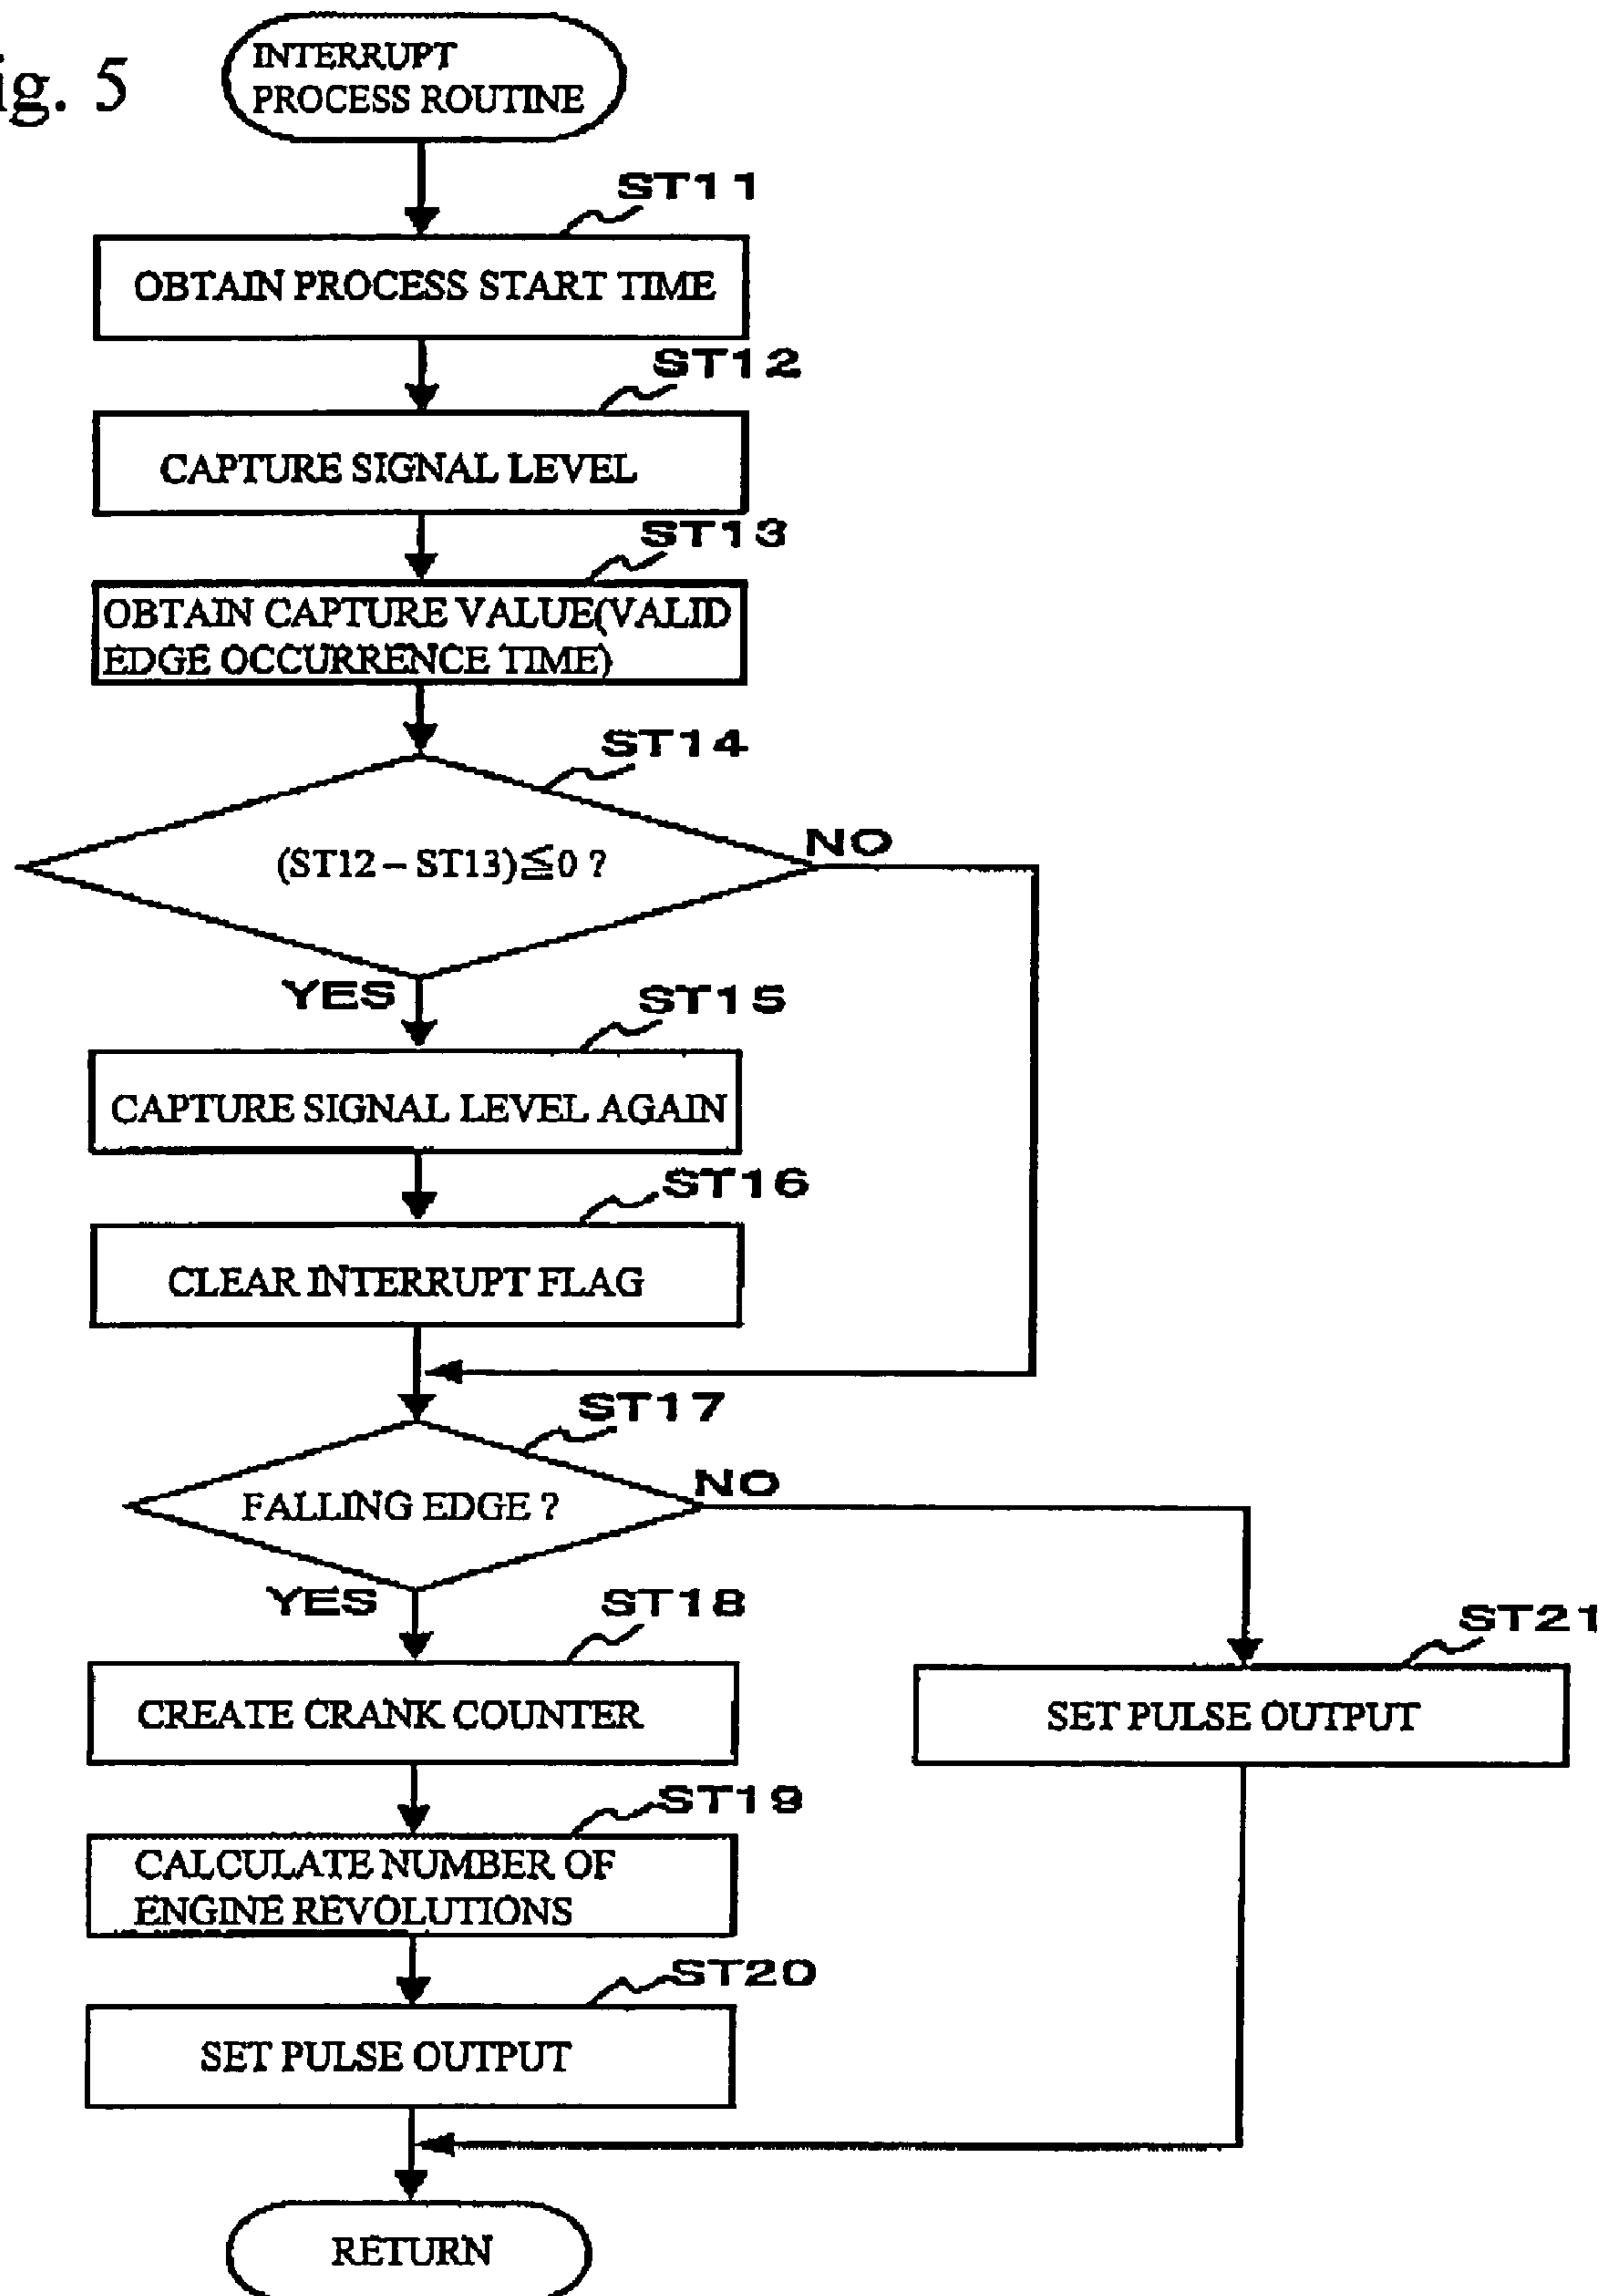 ig. 5
INTERRUPT
PROCESS ROUTINE
ST11
OBTAIN PROCESS START TIME
ST12
CAPTURE SIGNAL LEVEL
ST13
OBTAIN CAPTURE VALUE(VALID
EDGE OCCURRENCE TIME)
ST14
(ST12 – ST13)≦0 ?
NO
YES
ST15
CAPTURE SIGNAL LEVEL AGAIN
ST16
CLEAR INTERRUPT FLAG
ST17
FALLING EDGE ?
NO
YES
ST18
ST21
CREATE CRANK COUNTER
SET PULSE OUTPUT
ST19
CALCULATE NUMBER OF
ENGINE REVOLUTIONS
ST20
SET PULSE OUTPUT
RETURN